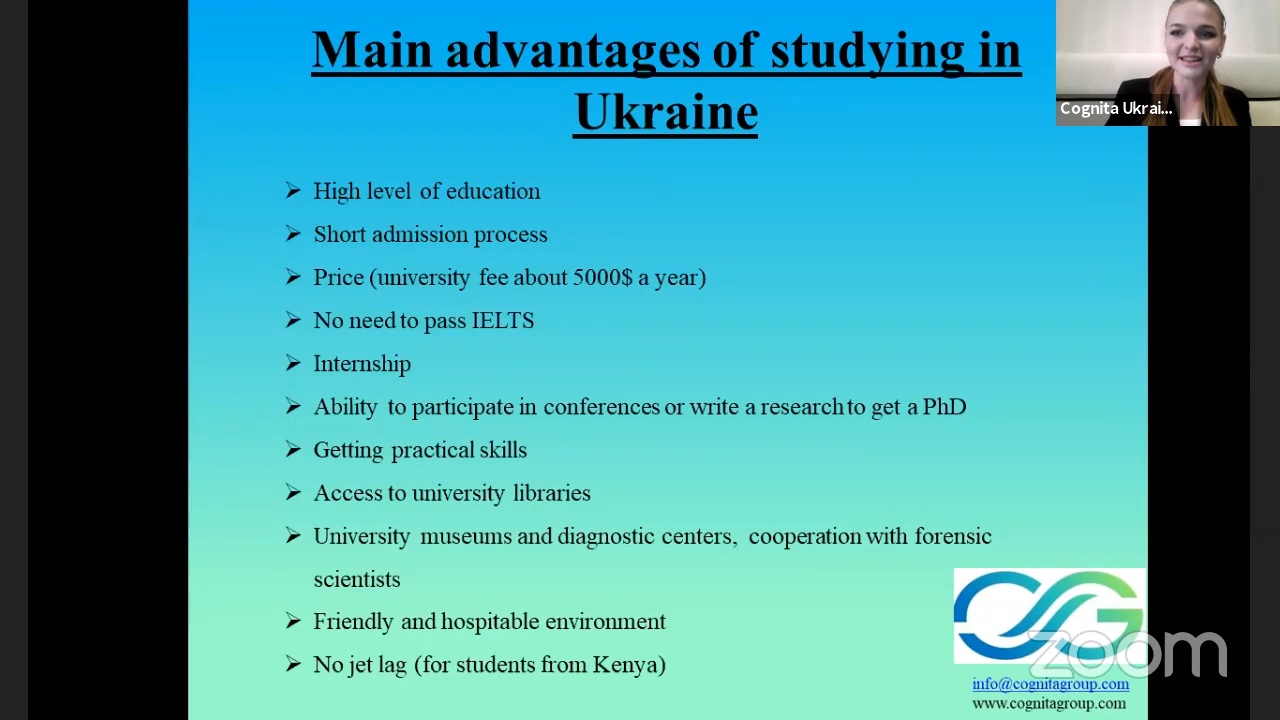 Main advantages of studying in
Ukraine
Cognita Ukrai...
High level of education
Short admission process
Price (university fee about 5000$ a year)
No need to pass IELTS
Internship
Ability to participate in conferences or write a research to get a PhD
Getting practical skills
Access to university libraries
University museums and diagnostic centers, cooperation with forensic
scientists
Friendly and hospitable environment
No jet lag (for students from Kenya)
CG
zoom
info@cognitagroup.com
www.cognitagroup.com